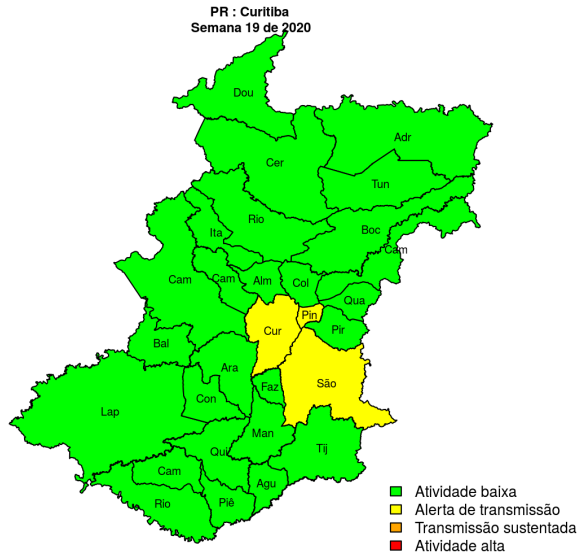 PR : Curitiba
Semana 19 de 2020
Dou
Adr
Cer
Tun
Rio
Ita
Boc
Cam
Cam
Cam
Alm
Col
Qua
Pin
Cur
Pir
Bal
Ara
Faz
São
Con
Lap
Man
Tij
Qui
Cam
Agu
Rio
Piê
Atividade baixa
Alerta de transmissão
Transmissão sustentada
Atividade alta